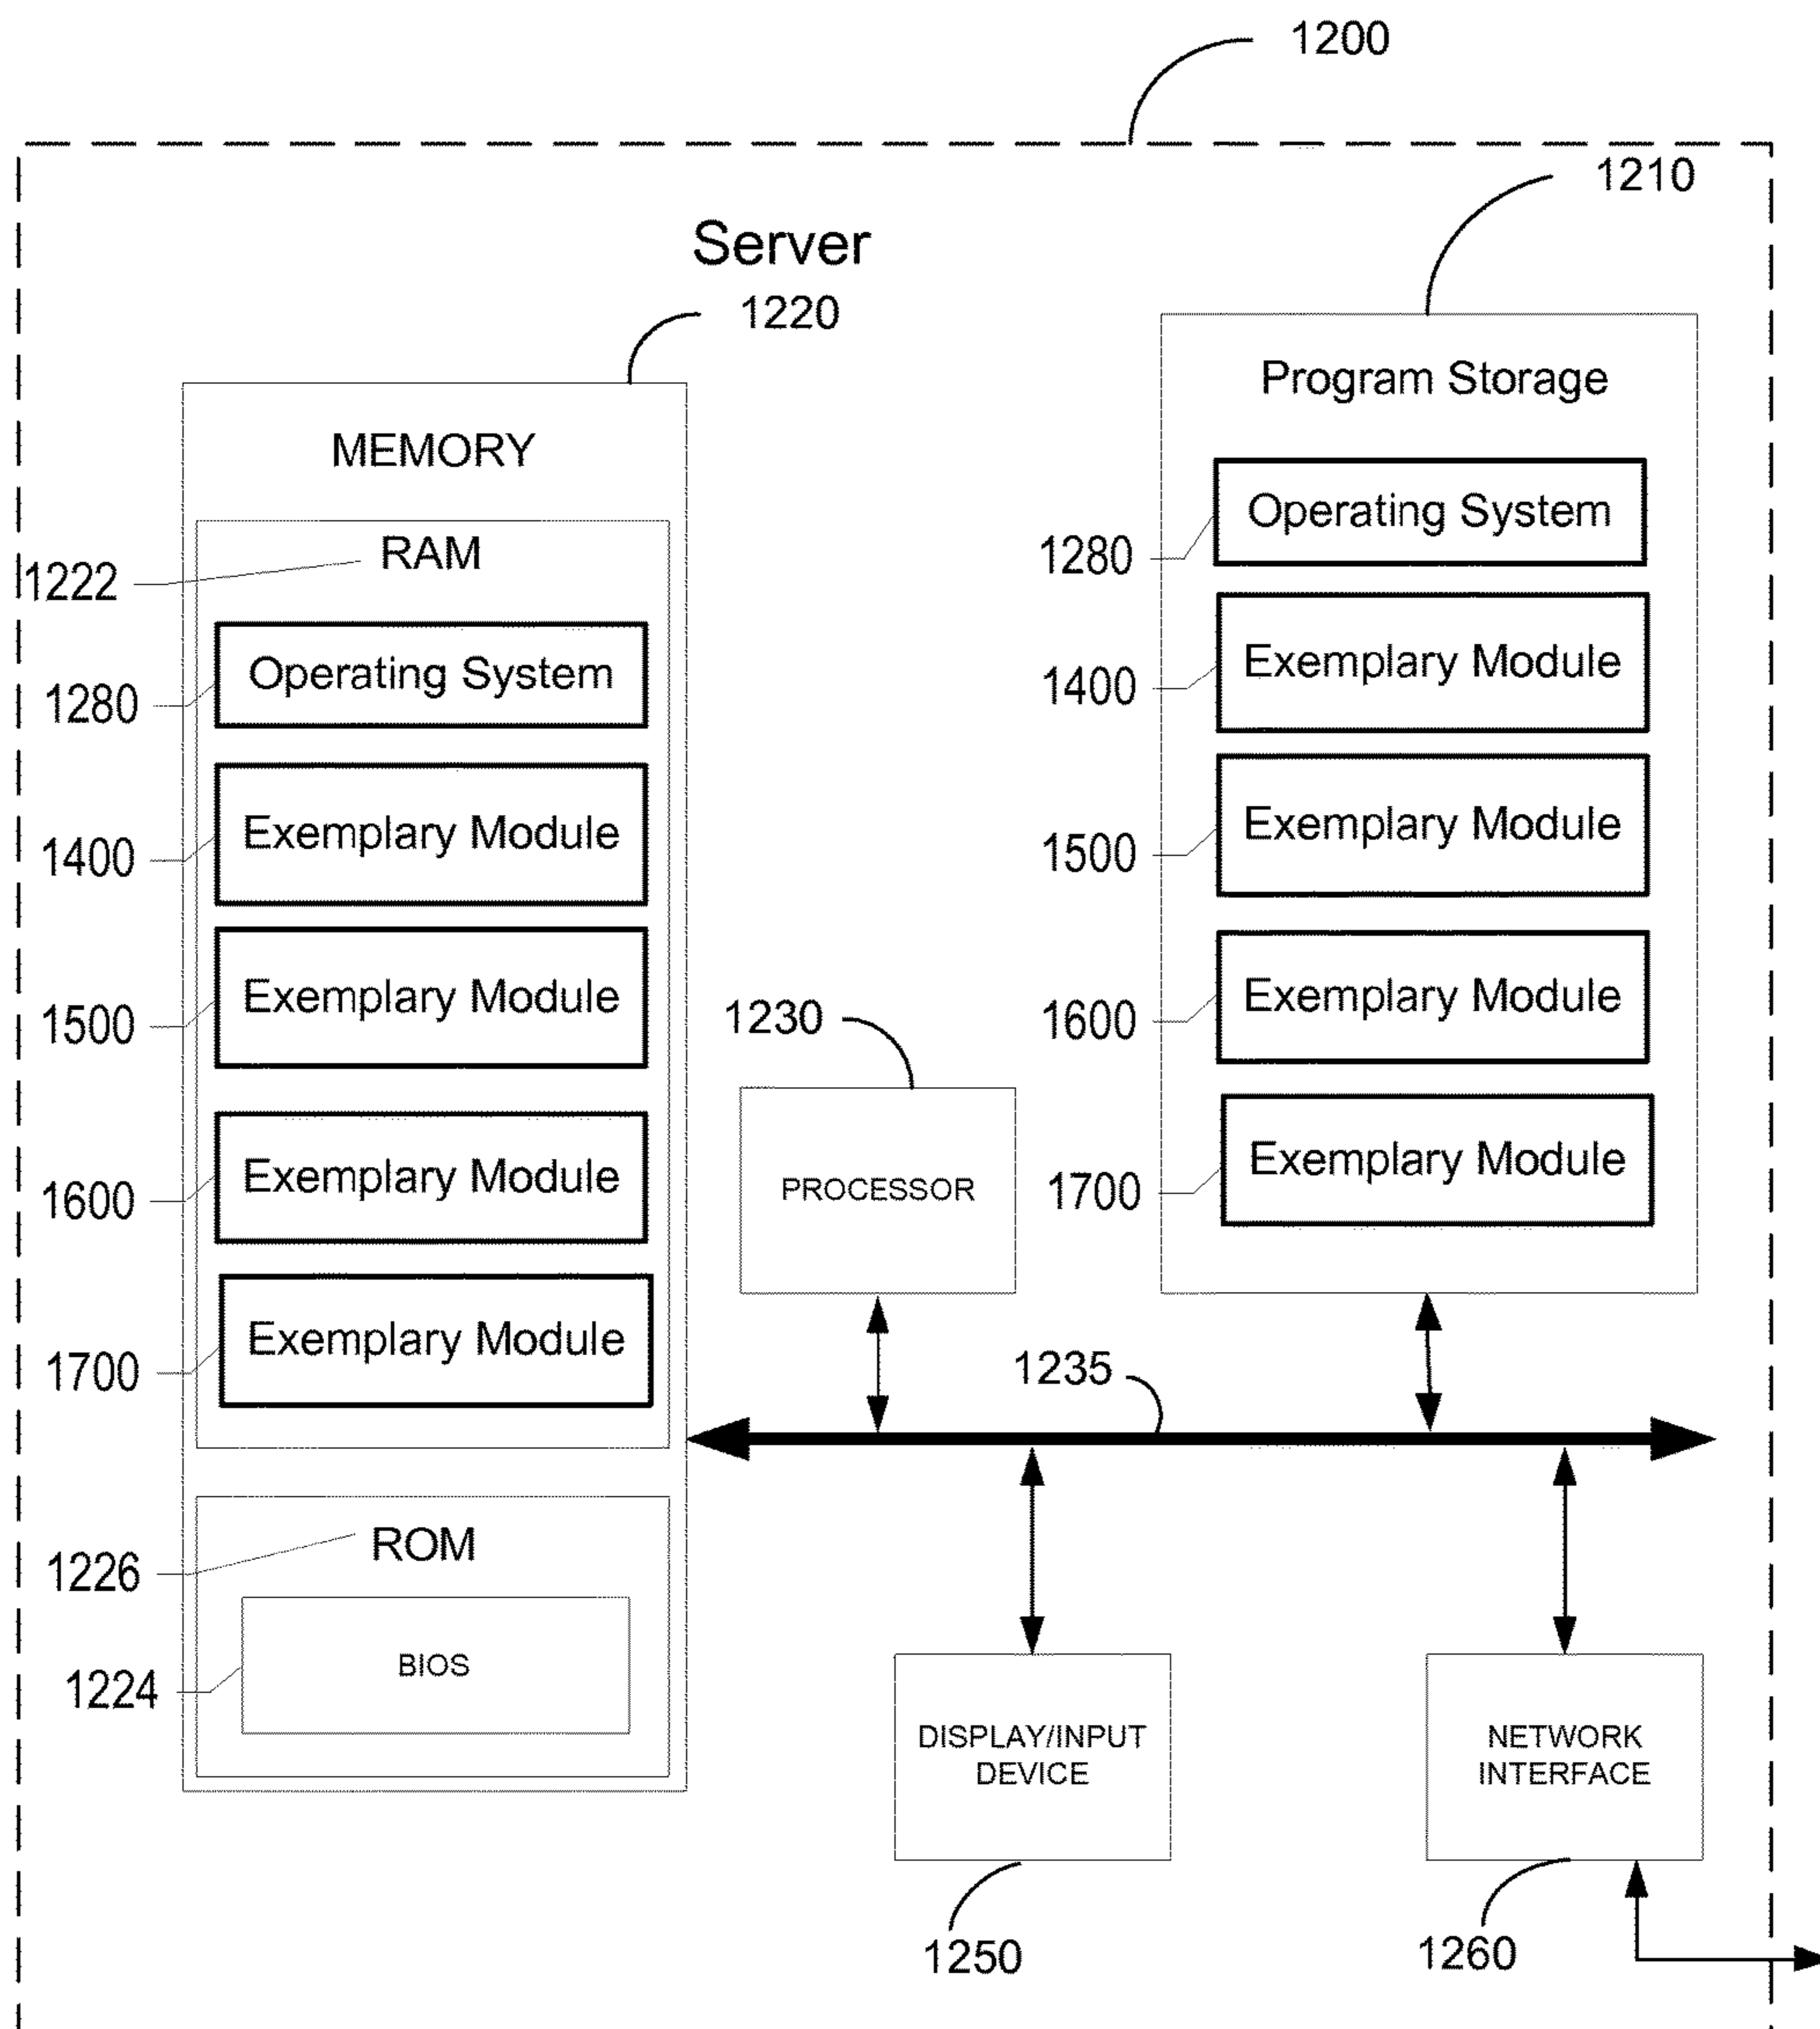 1200
1210
Server
1220
Program Storage
MEMORY
Operating System
1280
RAM
1222
Exemplary Module
1400
Operating System
1280
Exemplary Module
1500
Exemplary Module
1400
Exemplary Module
1600
Exemplary Module
1500
1230
Exemplary Module
1700
Exemplary Module
1600
PROCESSOR
Exemplary Module
1700
1235
ROM
1226
BIOS
1224
DISPLAY/INPUT
DEVICE
NETWORK
INTERFACE
1250
1260